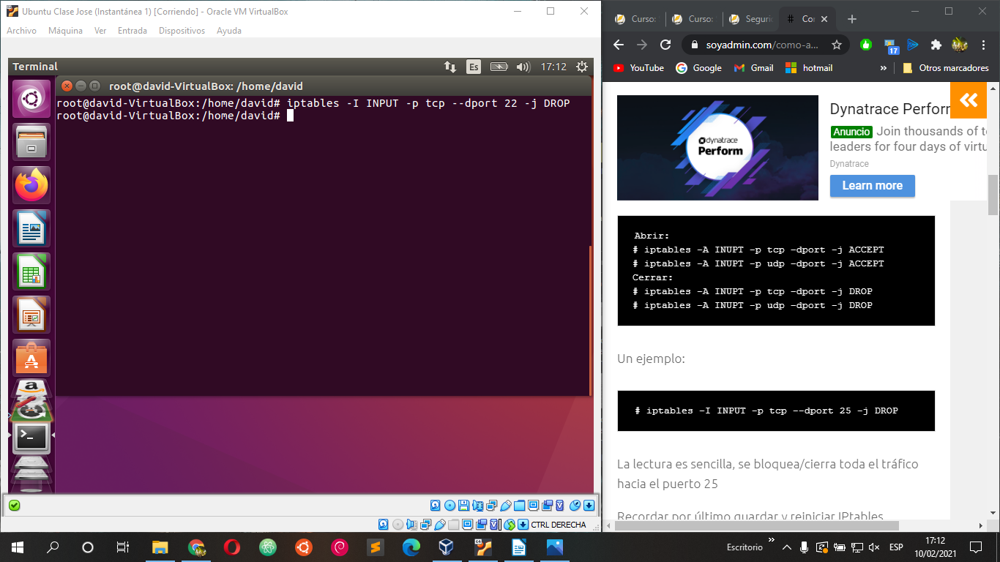 Ubuntu Clase Jose (Instantánea 1) [Corriendo] - Oracle VM VirtualBox
Archivo Máquina Ver Entrada Dispositivos Ayuda
Terminal Es 17:12
root@david-VirtualBox: /home/david
root@david-VirtualBox:/home/david# iptables -I INPUT -p tcp --dport 22 -j DROP
root@david-VirtualBox:/home/david#
CTRL DERECHA
Curso: Curso: Seguri Co
soyadmin.com/como-a...
17
YouTube Google Gmail hotmail » Otros marcadores
dynatrace
Perform
Dynatrace Perforn
Anuncio Join thousands of t
leaders for four days of virtu
Dynatrace
Learn more
Abrir:
# iptables –A INUPT –p tcp –dport –j ACCEPT
# iptables –A INUPT –p udp –dport –j ACCEPT
Cerrar:
# iptables –A INUPT –p tcp –dport –j DROP
# iptables –A INUPT –p udp –dport –j DROP
Un ejemplo:
# iptables -I INPUT -p tcp --dport 25 -j DROP
La lectura es sencilla, se bloquea/cierra toda el tráfico
hacia el puerto 25
Recordar por último guardar y reiniciar IPtables
Escritorio » ESP 17:12
10/02/2021